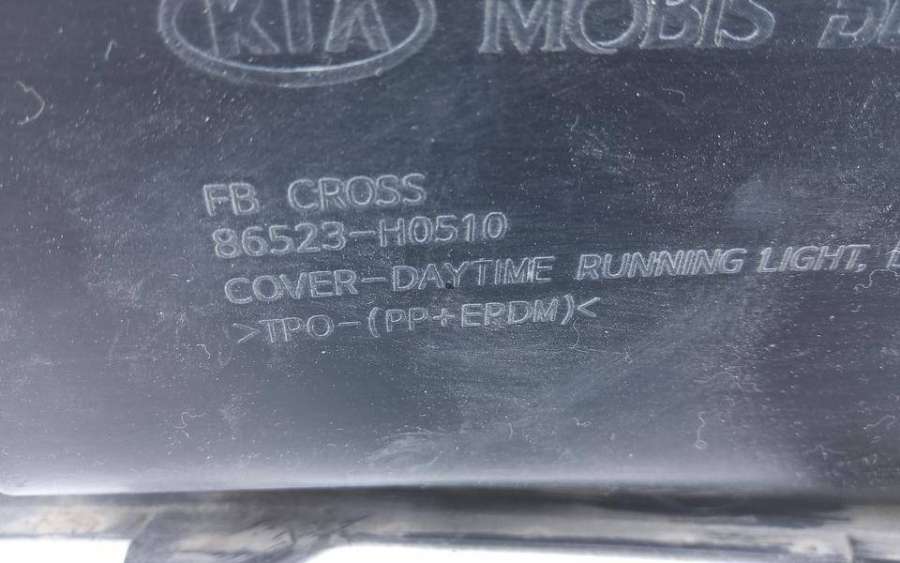 KIA MOBIS
FB CROSS
86523-H0510
COVER-DAYTIME RUNNING LIGHT,
>TPO-(PP+EPDM)<